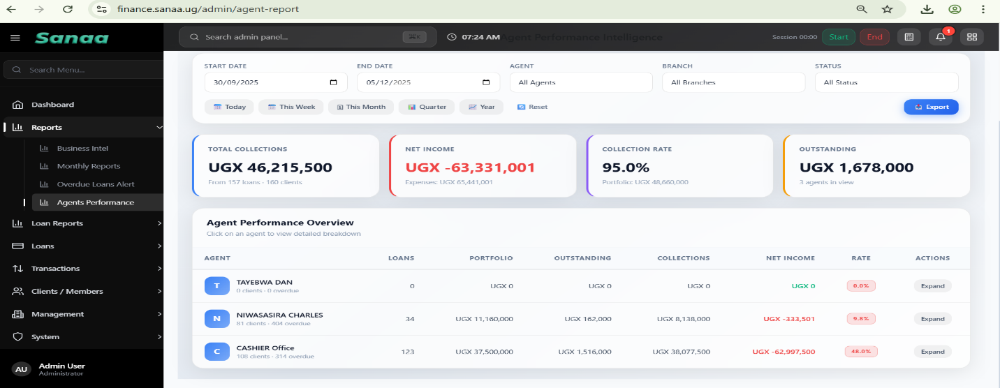 finance.sanaa.ug/admin/agent-report
Sanaa
Search admin panel...
⌘K
07:24 AM
Agent Performance Intelligence
Session 00:00
Start
End
1
Search Menu...
Dashboard
Reports
Business Intel
Monthly Reports
Overdue Loans Alert
Agents Performance
Loan Reports
Loans
Transactions
Clients / Members
Management
System
AU
Admin User
Administrator
START DATE
30/09/2025
END DATE
05/12/2025
AGENT
All Agents
BRANCH
All Branches
STATUS
All Status
Today
This Week
This Month
Quarter
Year
Reset
Export
TOTAL COLLECTIONS
UGX 46,215,500
From 157 loans · 160 clients
NET INCOME
UGX -63,331,001
Expenses: UGX 65,441,001
COLLECTION RATE
95.0%
Portfolio: UGX 48,660,000
OUTSTANDING
UGX 1,678,000
3 agents in view
Agent Performance Overview
Click on an agent to view detailed breakdown
AGENT LOANS PORTFOLIO OUTSTANDING COLLECTIONS NET INCOME RATE ACTIONS
T TAYEBWA DAN 0 UGX 0 UGX 0 UGX 0 UGX 0 0.0% Expand
0 clients · 0 overdue
N NIWASASIRA CHARLES 34 UGX 11,160,000 UGX 162,000 UGX 8,138,000 UGX -333,501 9.8% Expand
81 clients · 404 overdue
C CASHIER Office 123 UGX 37,500,000 UGX 1,516,000 UGX 38,077,500 UGX -62,997,500 48.0% Expand
108 clients · 314 overdue